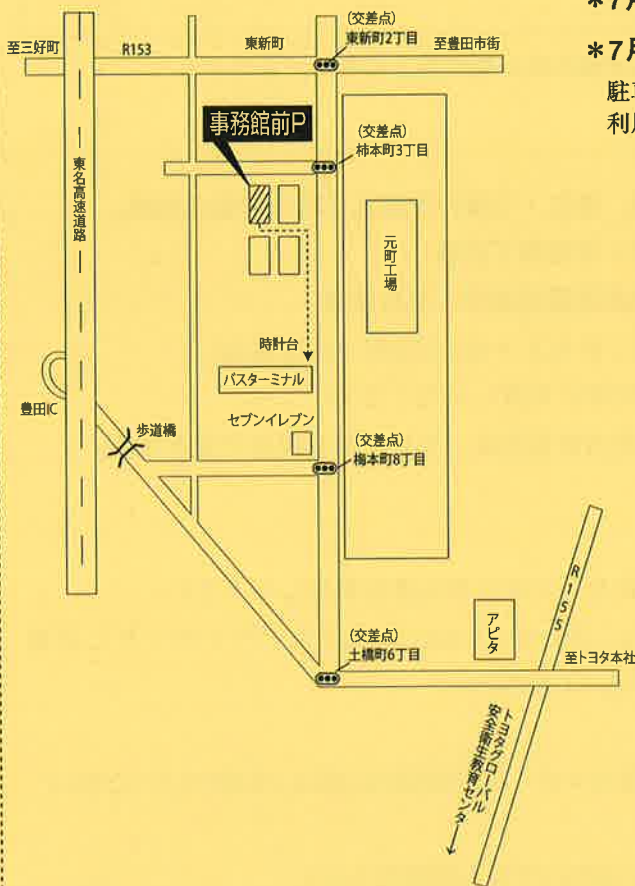 *7月
*7月
駐車
利用
(交差点)
東新町2丁目
至三好町
R153
東新町
至豊田市街
事務館前P
(交差点)
柿本町3丁目
東名高速道路
元町工場
時計台
バスターミナル
豊田IC
歩道橋
セブンイレブン
(交差点)
梅本町8丁目
R155
アピタ
(交差点)
土橋町6丁目
至トヨタ本社
トヨタグローバル
安全衛生教育センター